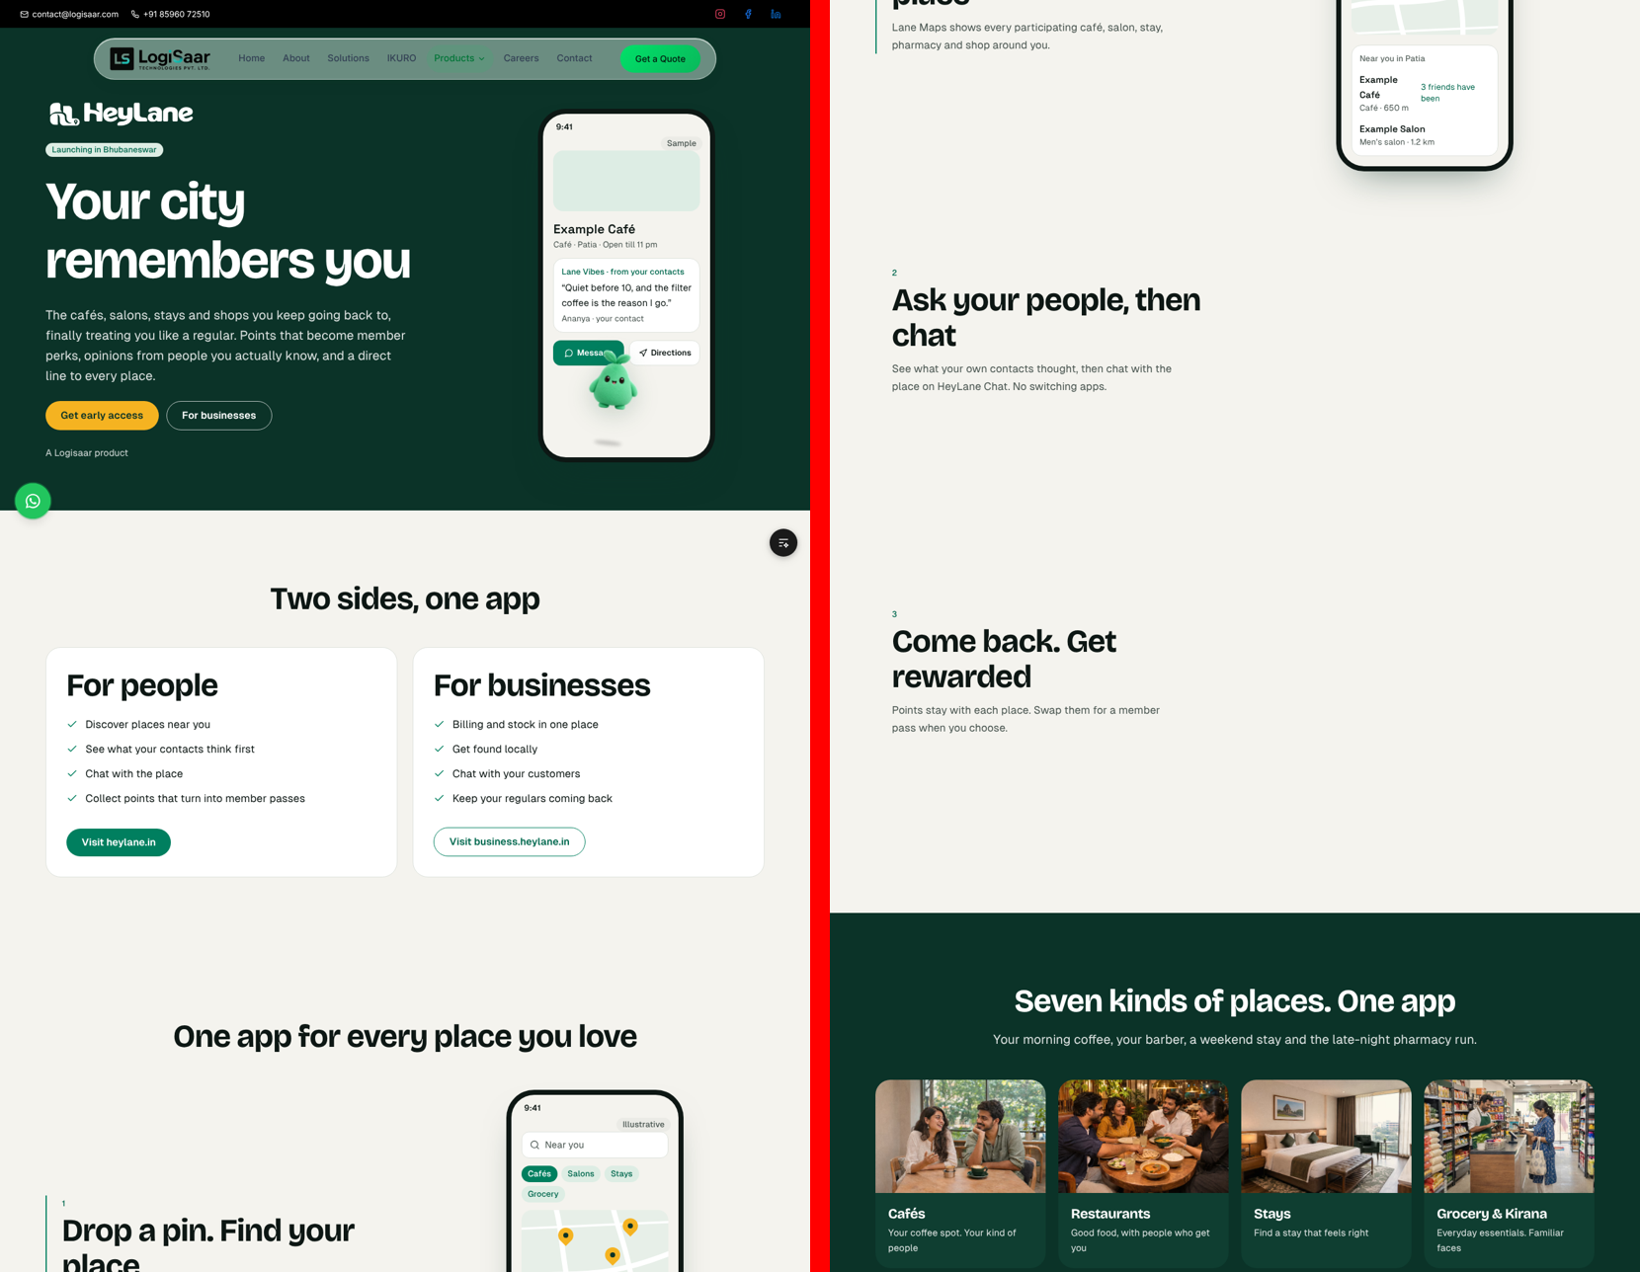 contact@logisaar.com
+91 85960 72510
LS LogiSaar
TECHNOLOGIES PVT. LTD.
Home
About
Solutions
IKURO
Products
Careers
Contact
Get a Quote
HeyLane
Launching in Bhubaneswar
Your city
remembers you
The cafés, salons, stays and shops you keep going back to,
finally treating you like a regular. Points that become member
perks, opinions from people you actually know, and a direct
line to every place.
Get early access
For businesses
A Logisaar product
9:41
Sample
Example Café
Café · Patia · Open till 11 pm
Lane Vibes · from your contacts
"Quiet before 10, and the filter
coffee is the reason I go."
Ananya · your contact
Messa
Directions
Two sides, one app
For people
Discover places near you
See what your contacts think first
Chat with the place
Collect points that turn into member passes
Visit heylane.in
For businesses
Billing and stock in one place
Get found locally
Chat with your customers
Keep your regulars coming back
Visit business.heylane.in
One app for every place you love
1
Drop a pin. Find your
place
9:41
Illustrative
Near you
Cafés
Salons
Stays
Grocery
place
Lane Maps shows every participating café, salon, stay,
pharmacy and shop around you.
Near you in Patia
Example
Café
Café · 650 m
3 friends have
been
Example Salon
Men's salon · 1.2 km
2
Ask your people, then
chat
See what your own contacts thought, then chat with the
place on HeyLane Chat. No switching apps.
3
Come back. Get
rewarded
Points stay with each place. Swap them for a member
pass when you choose.
Seven kinds of places. One app
Your morning coffee, your barber, a weekend stay and the late-night pharmacy run.
Cafés
Your coffee spot. Your kind of
people
Restaurants
Good food, with people who get
you
Stays
Find a stay that feels right
Grocery & Kirana
Everyday essentials. Familiar
faces